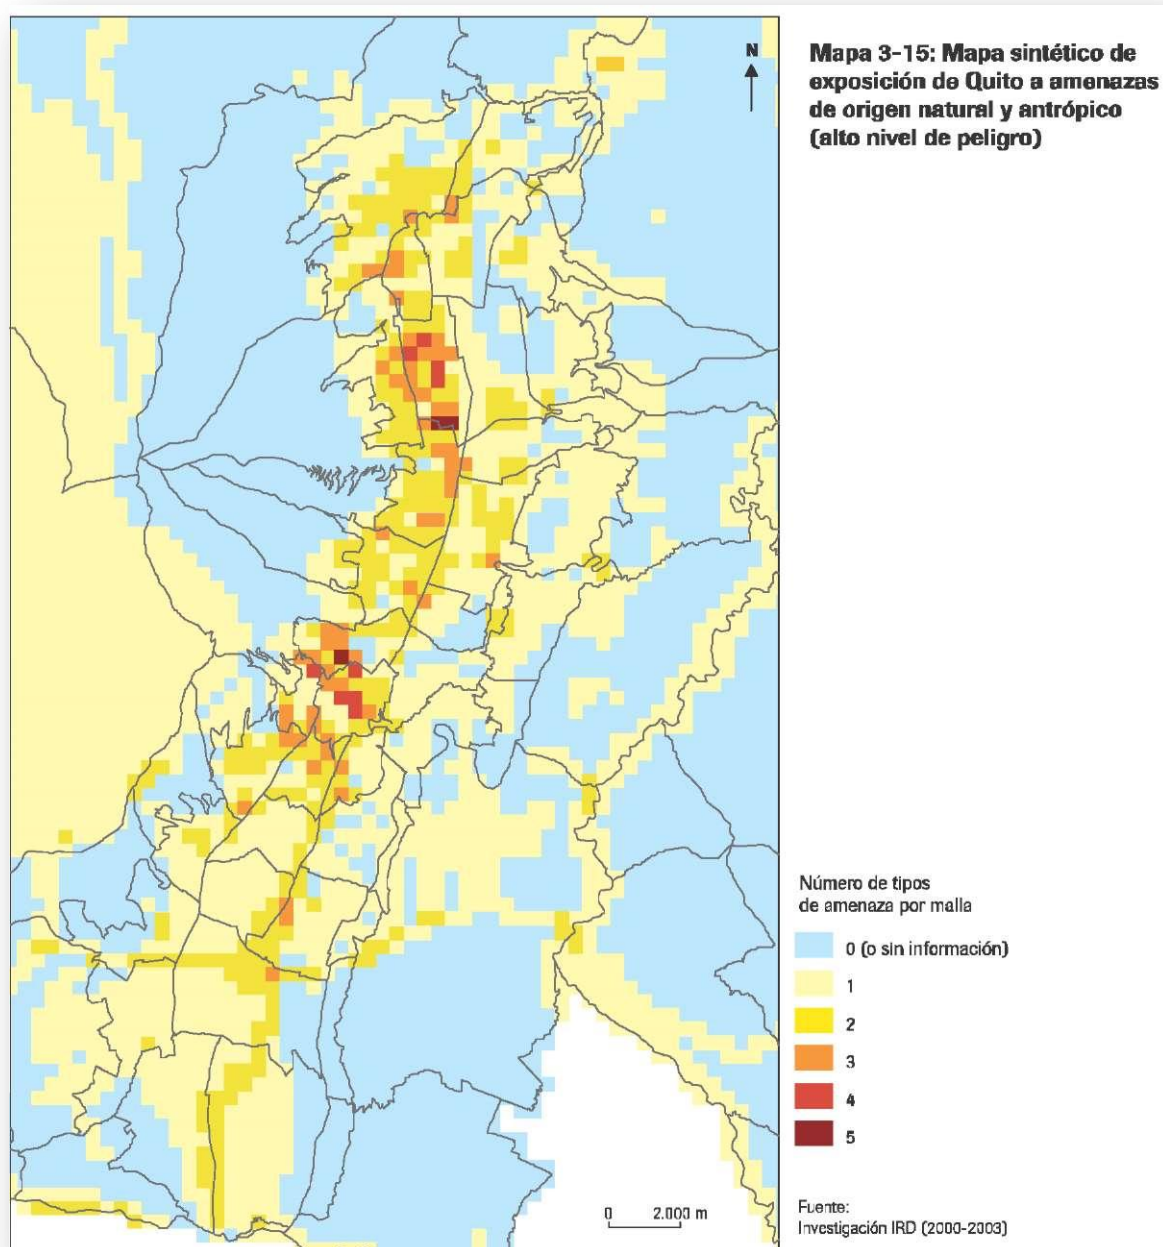 N
Mapa 3-15: Mapa sintético de
exposición de Quito a amenazas
de origen natural y antrópico
(alto nivel de peligro)
Número de tipos
de amenaza por malla
0 (o sin información)
1
2
3
4
5
0 2.000 m
Fuente:
Investigación IRD (2000-2003)